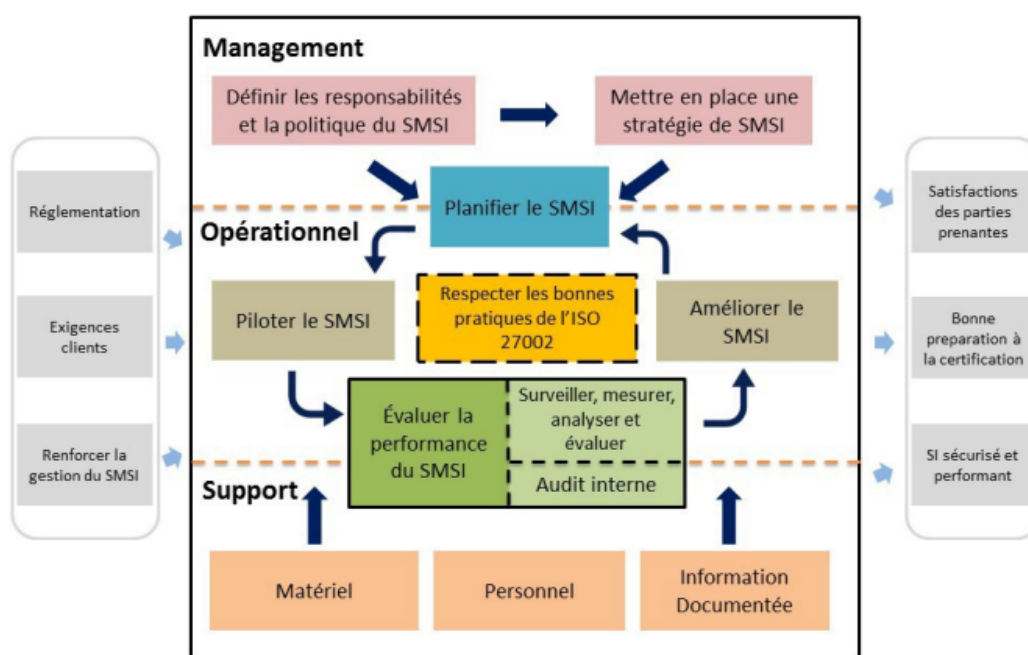 Management
Définir les responsabilités
et la politique du SMSI
Mettre en place une
stratégie de SMSI
Planifier le SMSI
Opérationnel
Réglementation
Exigences
clients
Renforcer la
gestion du SMSI
Piloter le SMSI
Respecter les bonnes
pratiques de l'ISO
27002
Améliorer le
SMSI
Évaluer la
performance
du SMSI
Surveiller, mesurer,
analyser et
évaluer
Audit interne
Support
Matériel
Personnel
Information
Documentée
Satisfactions
des parties
prenantes
Bonne
preparation à
la certification
SI sécurisé et
performant